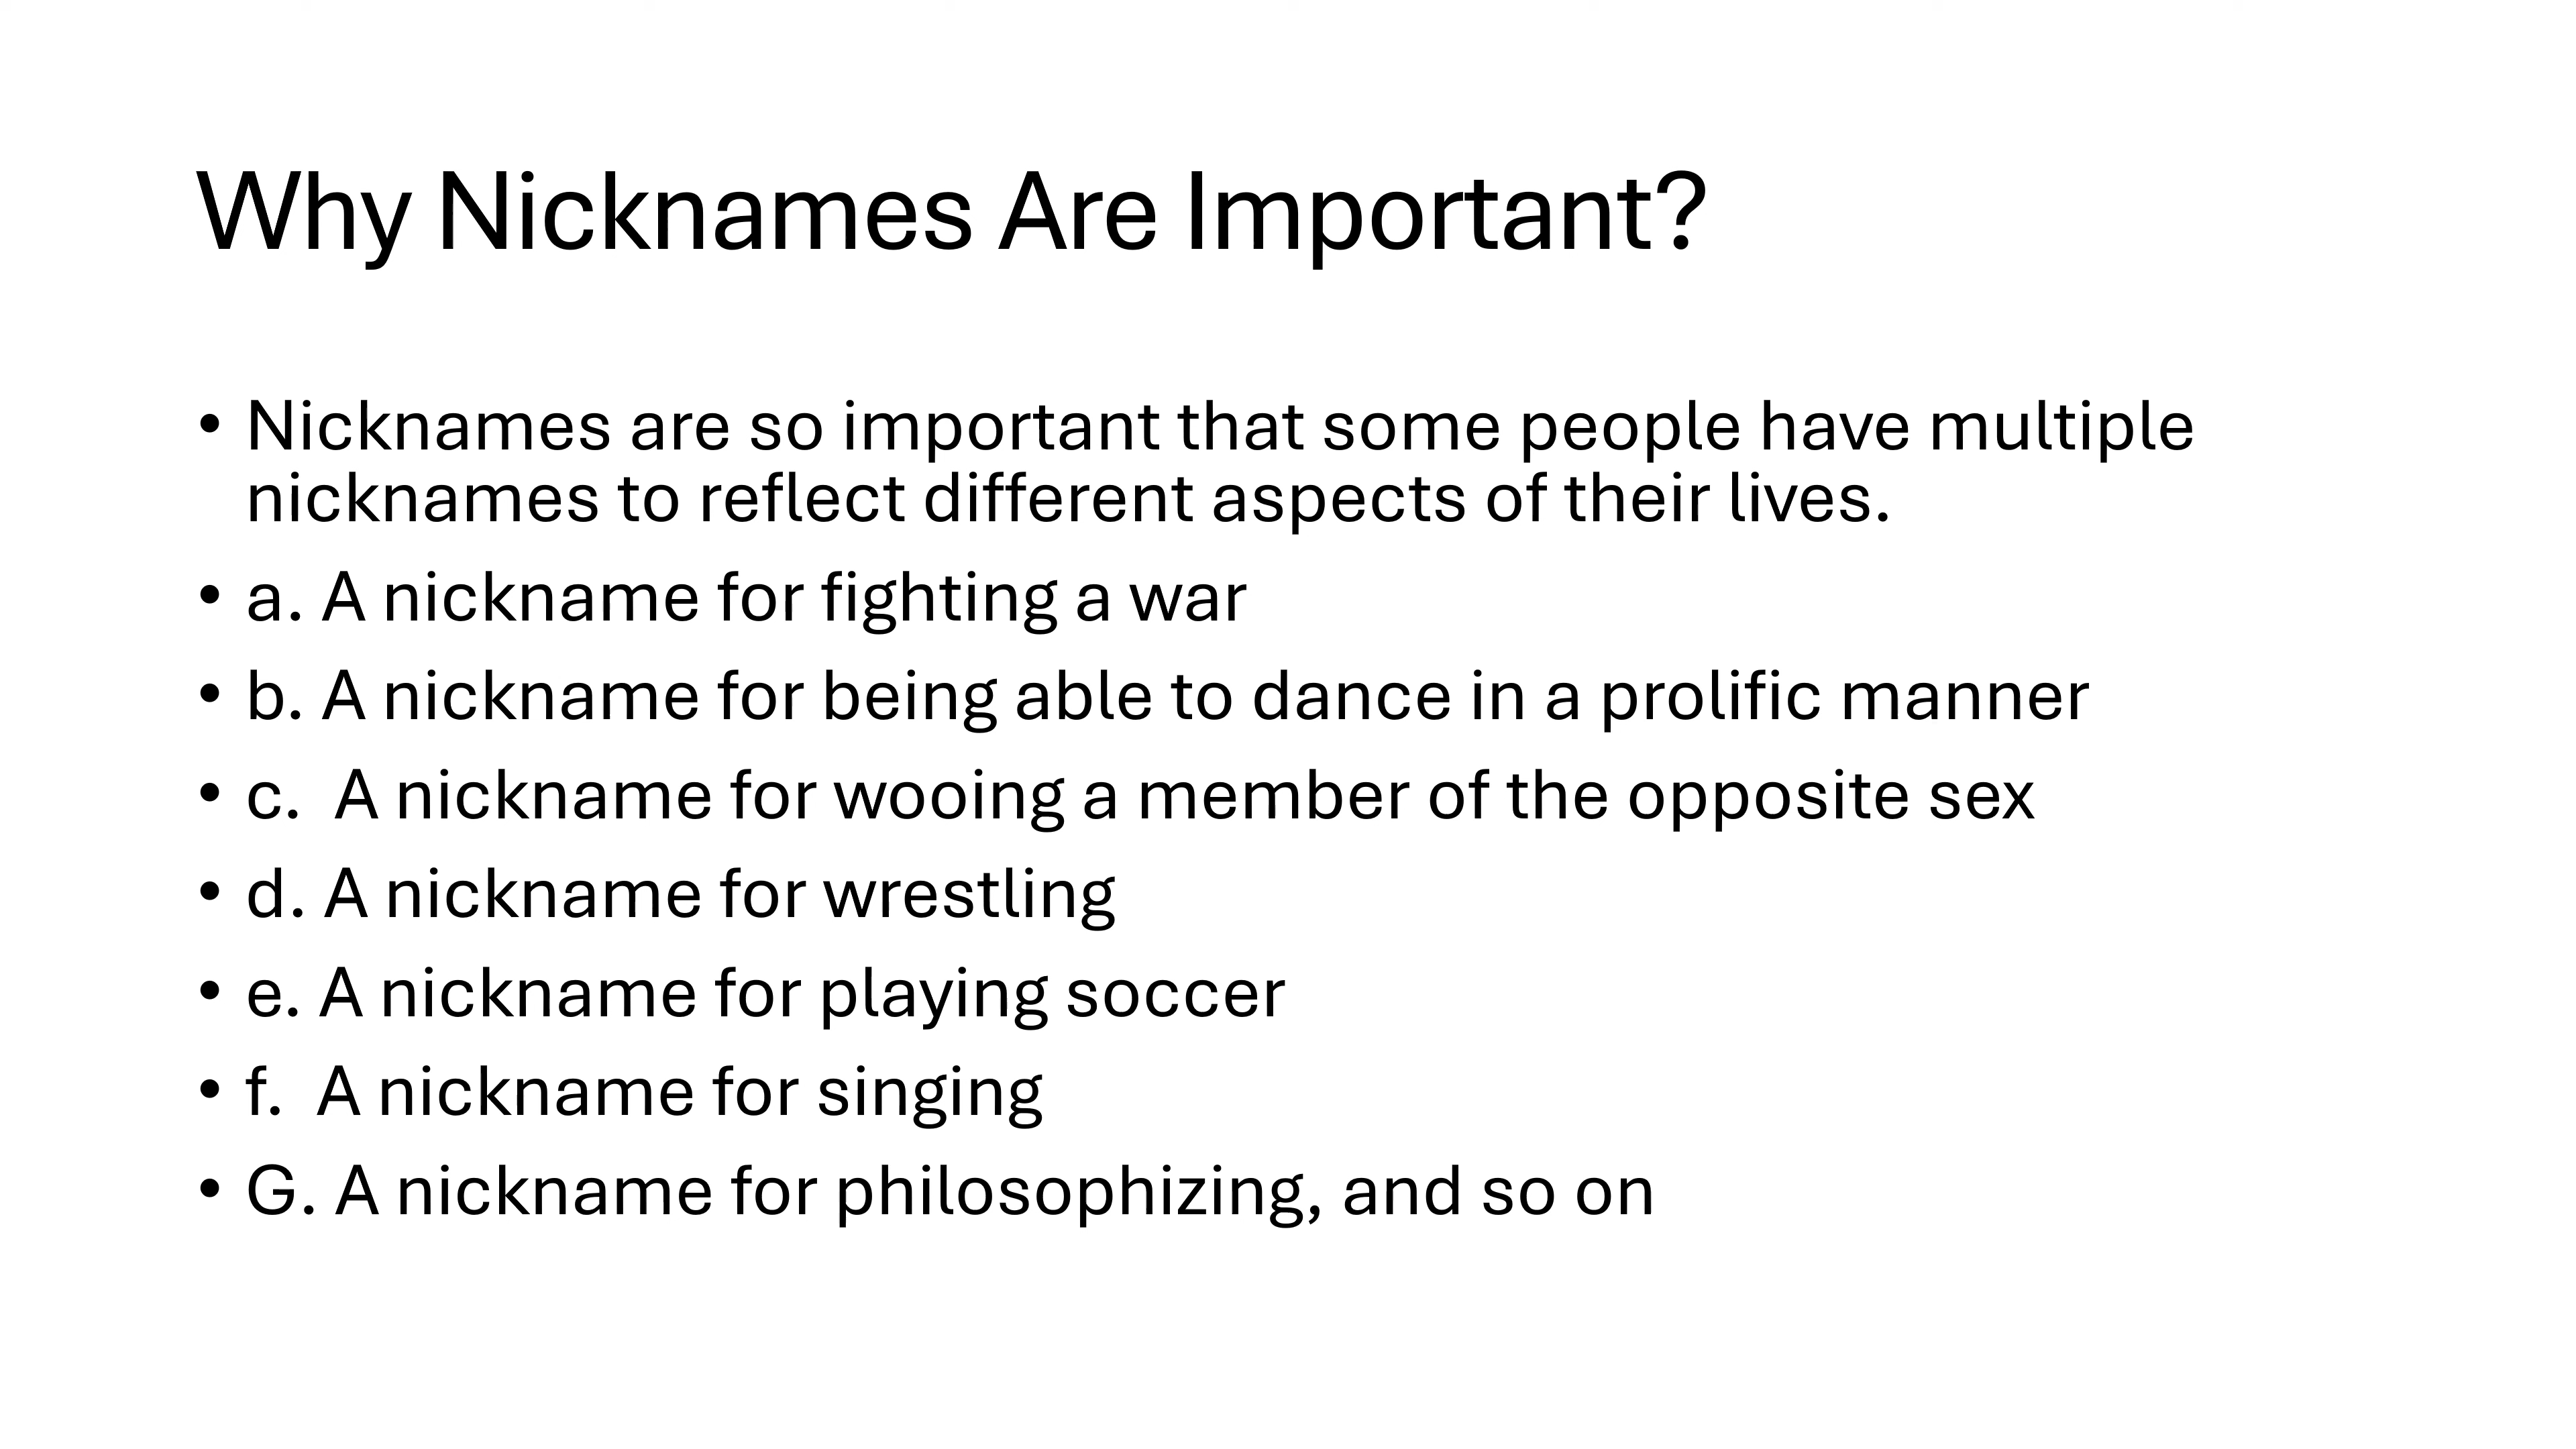 Why Nicknames Are Important?
• Nicknames are so important that some people have multiple
nicknames to reflect different aspects of their lives.
• a. A nickname for fighting a war
• b. A nickname for being able to dance in a prolific manner
• c.  A nickname for wooing a member of the opposite sex
• d. A nickname for wrestling
• e. A nickname for playing soccer
• f.  A nickname for singing
• G. A nickname for philosophizing, and so on